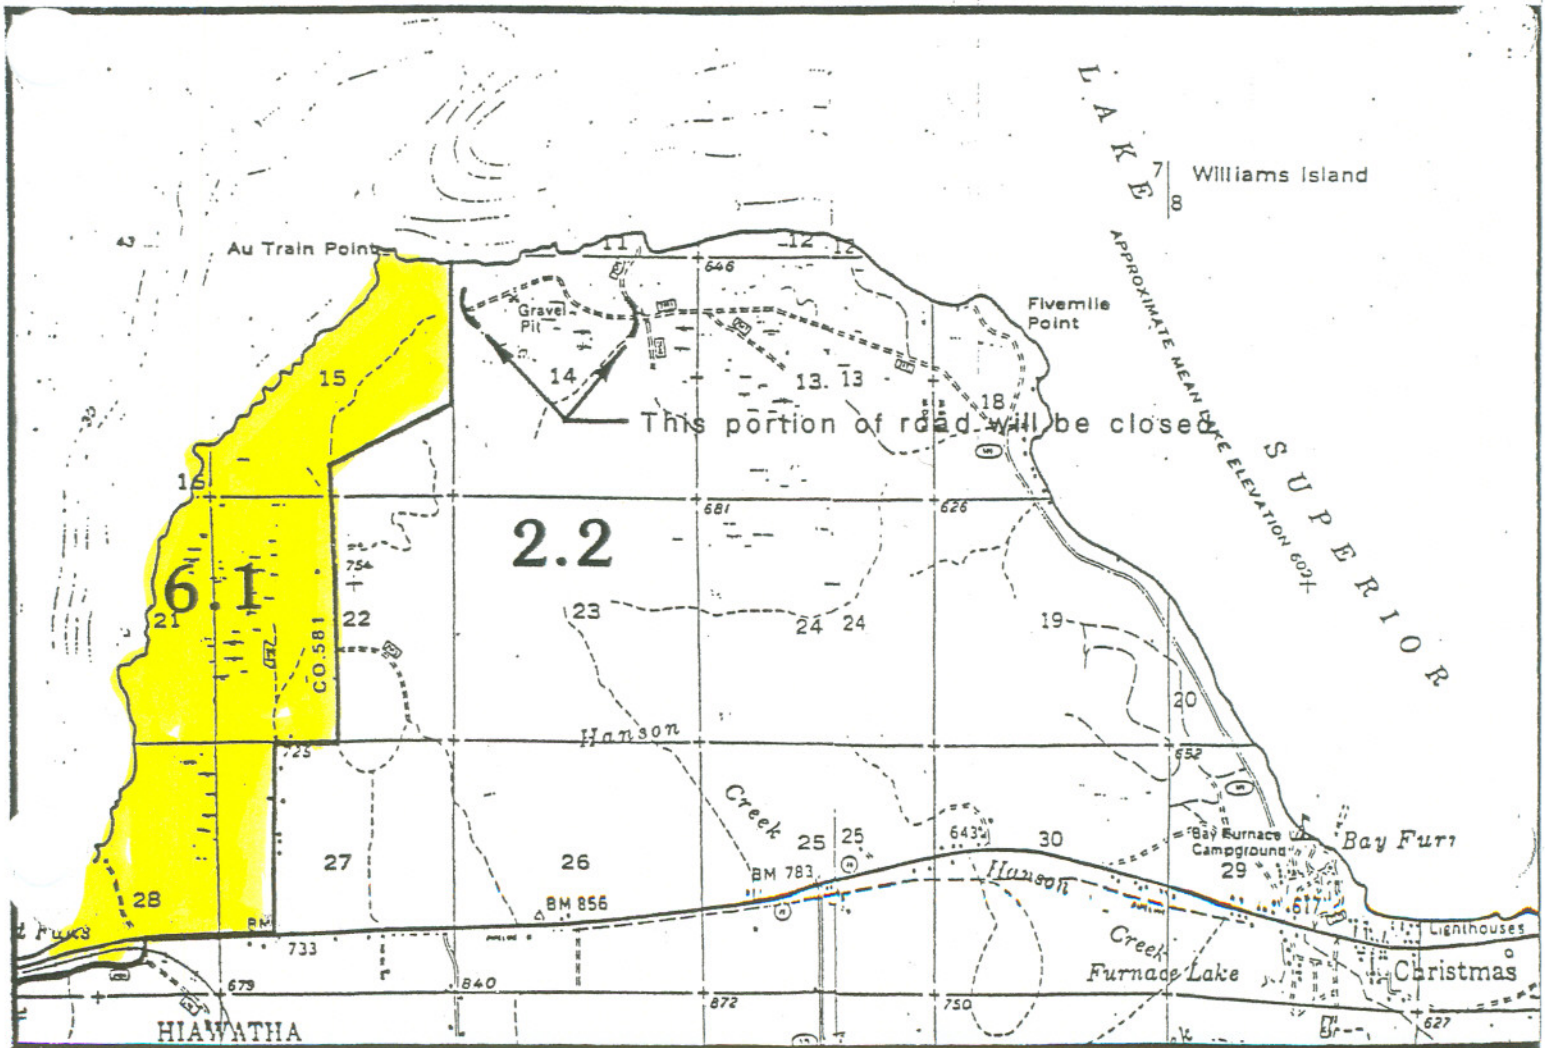 LAKE
7
Williams Island
8
43
Au Train Point
11
12
12
646
APPROXIMATE MEAN LAKE ELEVATION 602±
Gravel
Pit
Fivemile
Point
15
14
13
13
18
This portion of road will be closed
SUPERIOR
16
681
626
2.2
754
6.1
21
22
23
24
24
19
CO.581
20
Hanson
725
652
Creek
25
25
643
30
Bay Furnace
Campground
Bay Furr
27
26
BM 783
Hanson
29
28
BM 856
617
BM
733
Creek
Lighthouses
Furnace Lake
Christmas
679
840
872
750
627
HIAWATHA